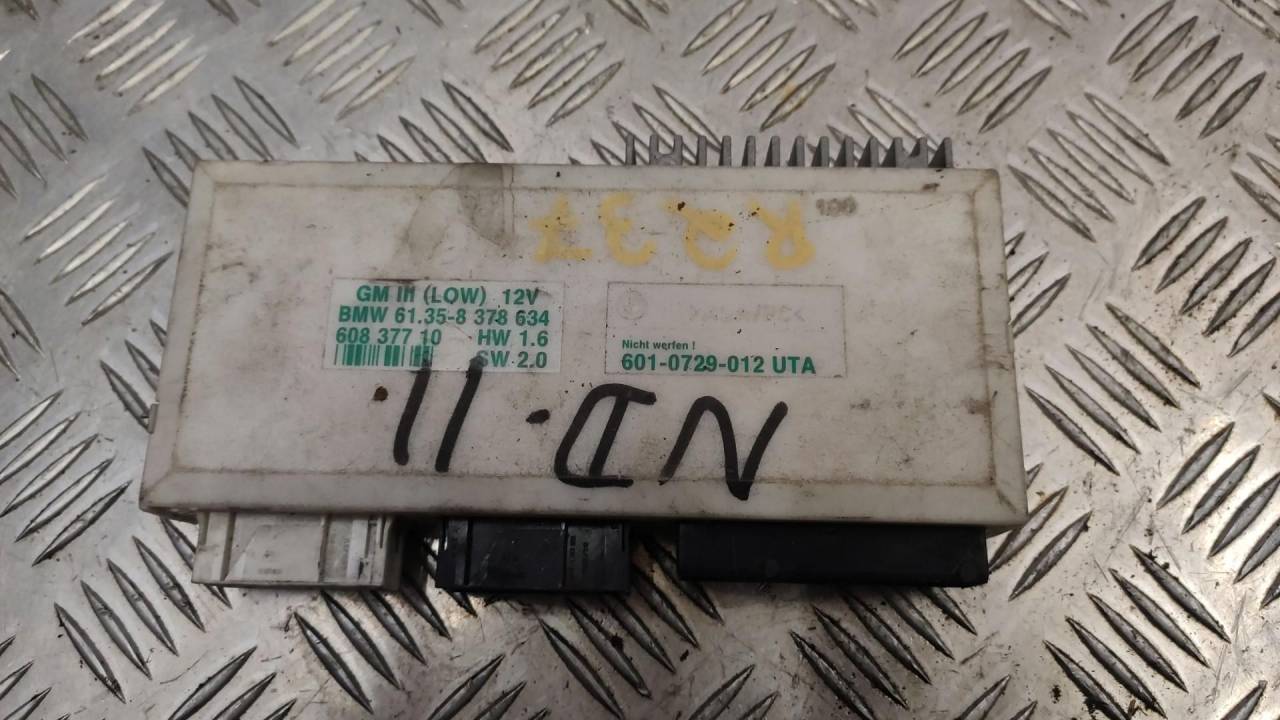 GM III (LOW) 12V
BMW 61.35-8 378 634
608 377 10 HW 1.6
SW 2.0
Nicht werfen !
601-0729-012 UTA
ND.11